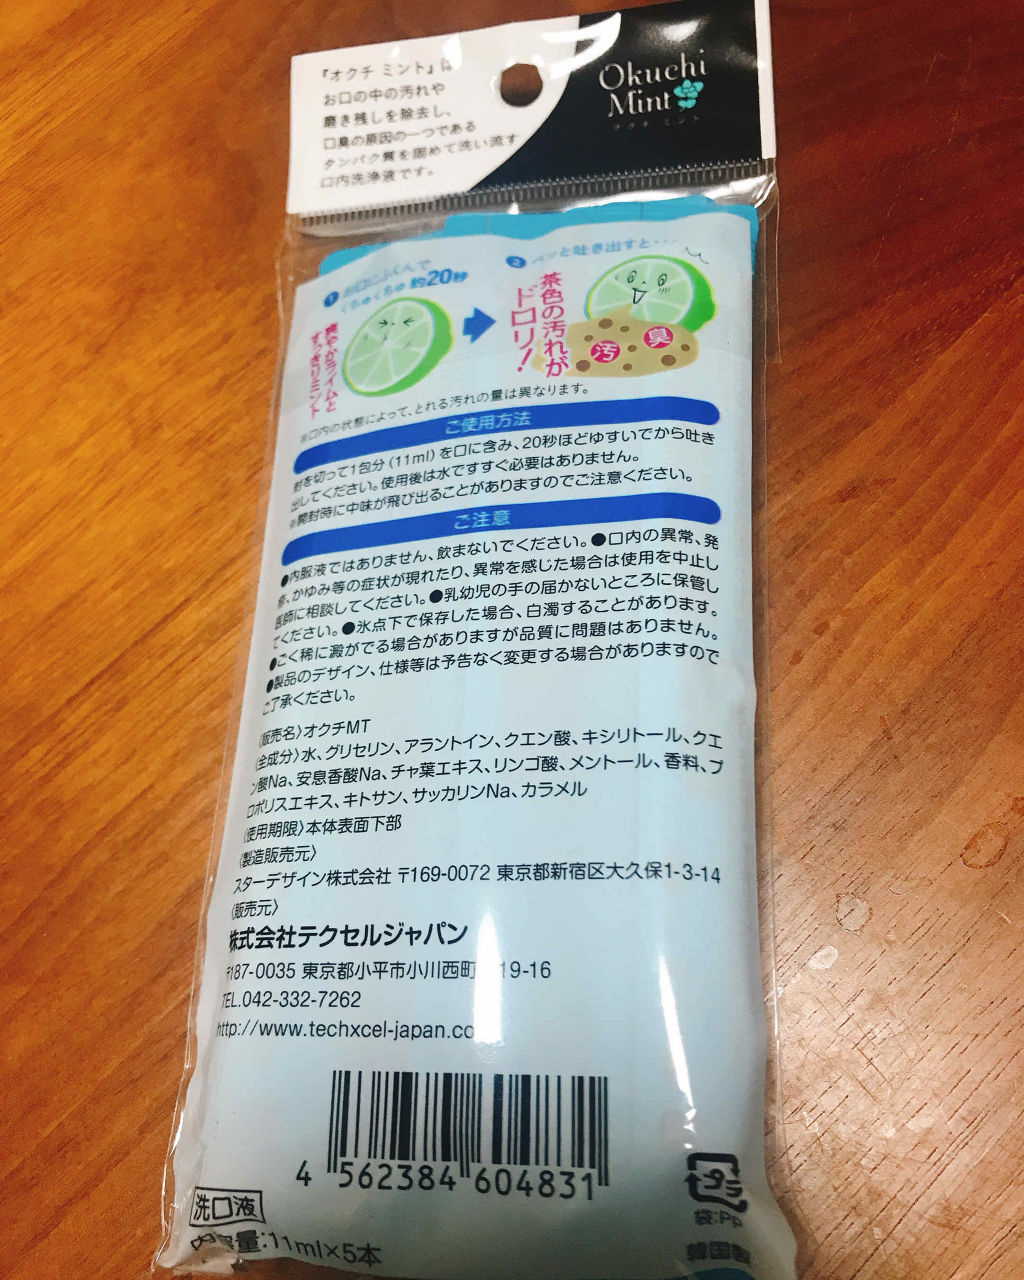 『オクチ ミント』は
お口の中の汚れや
磨き残しを除去し、
口臭の原因の一つである
タンパク質を固めて洗い流す
口内洗浄液です。
Okuchi
Mint
オクチ ミント
1 お口にふくんで
くちゅくちゅ 約20秒
爽やかライムと
すっきりミント
2 ペッと吐き出すと・・・
茶色の汚れが
ドロリ!
汚
臭
※口内の状態によって、とれる汚れの量は異なります。
ご使用方法
封を切って1包分(11ml)を口に含み、20秒ほどゆすいでから吐き
出してください。使用後は水ですすぐ必要はありません。
※開封時に中味が飛び出ることがありますのでご注意ください。
ご注意
●内服液ではありません、飲まないでください。●口内の異常、発
疹、かゆみ等の症状が現れたり、異常を感じた場合は使用を中止し
医師に相談してください。●乳幼児の手の届かないところに保管し
てください。●氷点下で保存した場合、白濁することがあります。
●ごく稀に澱がでる場合がありますが品質に問題はありません。
●製品のデザイン、仕様等は予告なく変更する場合がありますので
ご了承ください。
〈販売名〉オクチMT
〈全成分〉水、グリセリン、アラントイン、クエン酸、キシリトール、クエ
ン酸Na、安息香酸Na、チャ葉エキス、リンゴ酸、メントール、香料、プ
ロポリスエキス、キトサン、サッカリンNa、カラメル
〈使用期限〉本体表面下部
〈製造販売元〉
スターデザイン株式会社 〒169-0072 東京都新宿区大久保1-3-14
〈販売元〉
株式会社テクセルジャパン
〒187-0035 東京都小平市小川西町 19-16
TEL.042-332-7262
http://www.techxcel-japan.co
4 562384 604831
洗口液
内容量:11ml×5本
プラ
袋:PP
韓国製